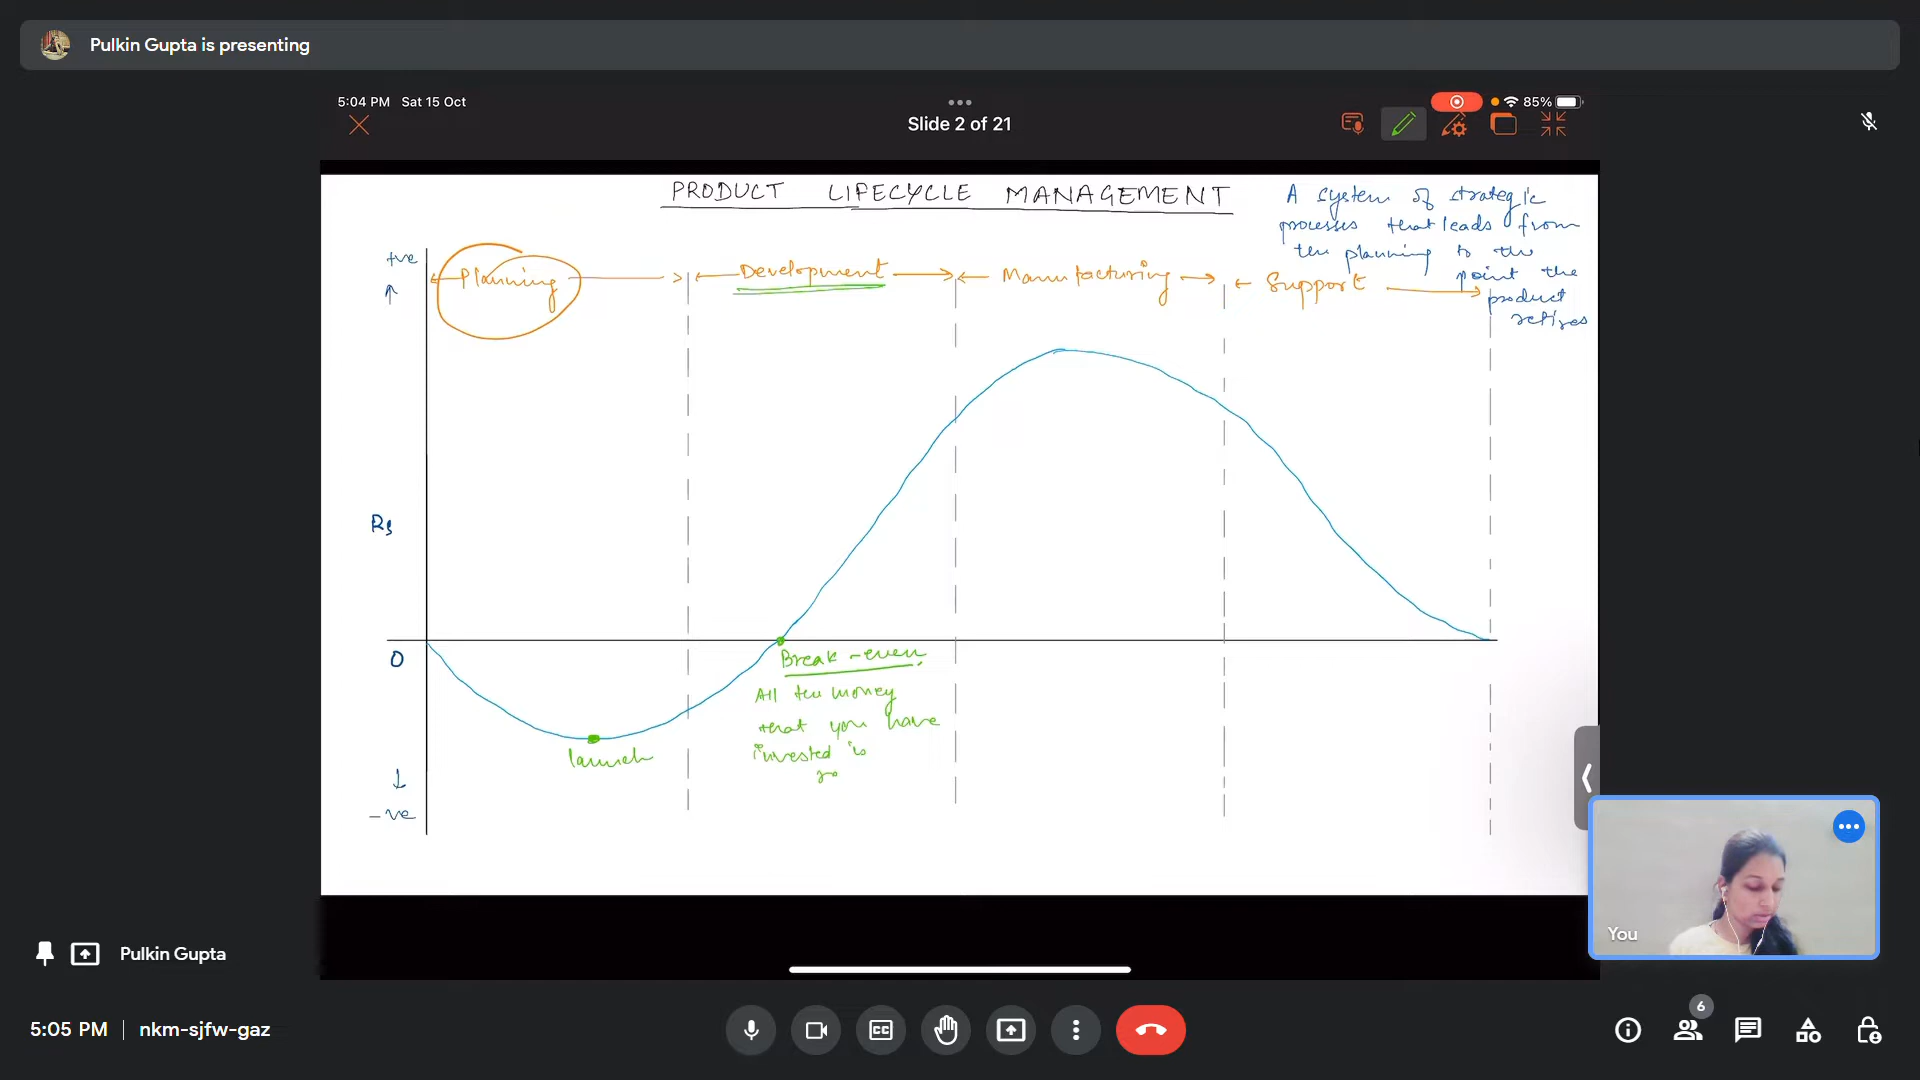 Pulkin Gupta is presenting
5:04 PM Sat 15 Oct
85%
Slide 2 of 21
PRODUCT LIFECYCLE MANAGEMENT
A system of strategic
processes that leads from
the planning to the
point the
product
retires
+ve
Planning
Development
Manufacturing
Support
Rs
0
Break-even
All the money
that you have
invested is
launch
-ve
You
Pulkin Gupta
5:05 PM
nkm-sjfw-gaz
CC
6